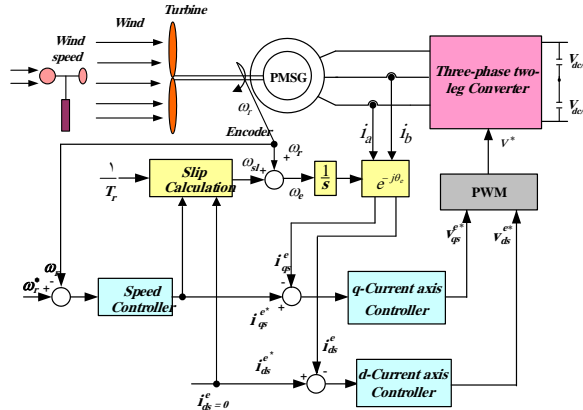 Wind speed
Wind
Turbine
PMSG
Three-phase two-
leg Converter
V_dc/
V_dc/
ω_r
Encoder
i_a
i_b
V*
۱/T_r
Slip
Calculation
ω_sl +
+ ω_r
ω_e
1/s
e^{-jθ_e}
PWM
v_qs^{e*}
v_ds^{e*}
i_qs^e
ω_r
ω_r^*
+
-
Speed
Controller
i_qs^{e*}
-
+
q-Current axis
Controller
i_ds^e
i_ds^{e*}
+
-
d-Current axis
Controller
i_ds^e = 0